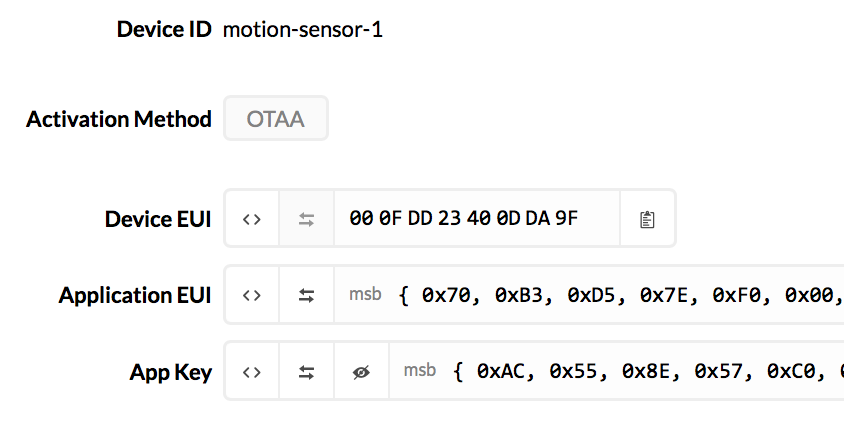 Device ID motion-sensor-1
Activation Method OTAA
Device EUI <> 00 0F DD 23 40 0D DA 9F
Application EUI <> msb { 0x70, 0xB3, 0xD5, 0x7E, 0xF0, 0x00,
App Key <> msb { 0xAC, 0x55, 0x8E, 0x57, 0xC0,